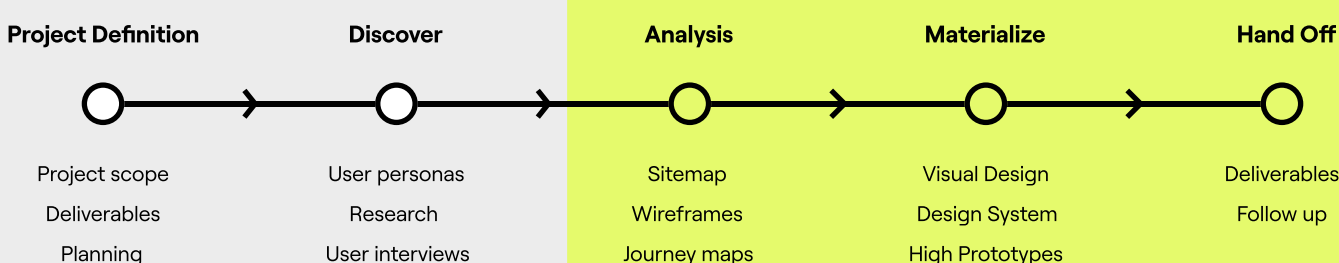 Project Definition
Discover
Analysis
Materialize
Hand Off
Project scope
Deliverables
Planning
User personas
Research
User interviews
Sitemap
Wireframes
Journey maps
Visual Design
Design System
High Prototypes
Deliverables
Follow up